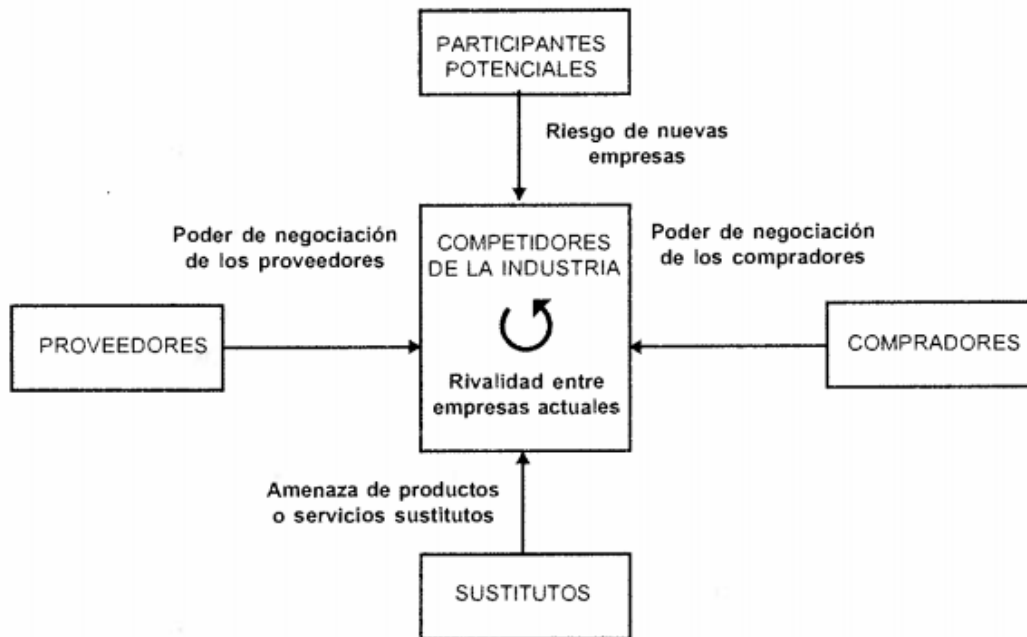 PARTICIPANTES
POTENCIALES
Riesgo de nuevas
empresas
Poder de negociación
de los proveedores
COMPETIDORES
DE LA INDUSTRIA
Poder de negociación
de los compradores
PROVEEDORES
COMPRADORES
Rivalidad entre
empresas actuales
Amenaza de productos
o servicios sustitutos
SUSTITUTOS